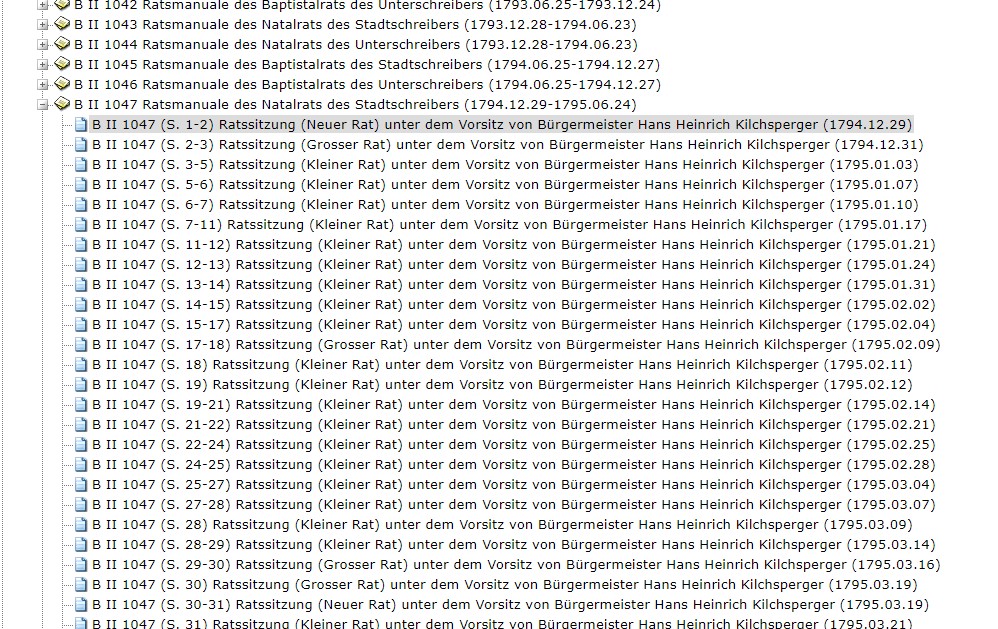 B II 1042 Ratsmanuale des Baptistalrats des Unterschreibers (1793.06.25-1793.12.24)
B II 1043 Ratsmanuale des Natalrats des Stadtschreibers (1793.12.28-1794.06.23)
B II 1044 Ratsmanuale des Natalrats des Unterschreibers (1793.12.28-1794.06.23)
B II 1045 Ratsmanuale des Baptistalrats des Stadtschreibers (1794.06.25-1794.12.27)
B II 1046 Ratsmanuale des Baptistalrats des Unterschreibers (1794.06.25-1794.12.27)
B II 1047 Ratsmanuale des Natalrats des Stadtschreibers (1794.12.29-1795.06.24)
B II 1047 (S. 1-2) Ratssitzung (Neuer Rat) unter dem Vorsitz von Bürgermeister Hans Heinrich Kilchsperger (1794.12.29)
B II 1047 (S. 2-3) Ratssitzung (Grosser Rat) unter dem Vorsitz von Bürgermeister Hans Heinrich Kilchsperger (1794.12.31)
B II 1047 (S. 3-5) Ratssitzung (Kleiner Rat) unter dem Vorsitz von Bürgermeister Hans Heinrich Kilchsperger (1795.01.03)
B II 1047 (S. 5-6) Ratssitzung (Kleiner Rat) unter dem Vorsitz von Bürgermeister Hans Heinrich Kilchsperger (1795.01.07)
B II 1047 (S. 6-7) Ratssitzung (Kleiner Rat) unter dem Vorsitz von Bürgermeister Hans Heinrich Kilchsperger (1795.01.10)
B II 1047 (S. 7-11) Ratssitzung (Kleiner Rat) unter dem Vorsitz von Bürgermeister Hans Heinrich Kilchsperger (1795.01.17)
B II 1047 (S. 11-12) Ratssitzung (Kleiner Rat) unter dem Vorsitz von Bürgermeister Hans Heinrich Kilchsperger (1795.01.21)
B II 1047 (S. 12-13) Ratssitzung (Kleiner Rat) unter dem Vorsitz von Bürgermeister Hans Heinrich Kilchsperger (1795.01.24)
B II 1047 (S. 13-14) Ratssitzung (Kleiner Rat) unter dem Vorsitz von Bürgermeister Hans Heinrich Kilchsperger (1795.01.31)
B II 1047 (S. 14-15) Ratssitzung (Kleiner Rat) unter dem Vorsitz von Bürgermeister Hans Heinrich Kilchsperger (1795.02.02)
B II 1047 (S. 15-17) Ratssitzung (Kleiner Rat) unter dem Vorsitz von Bürgermeister Hans Heinrich Kilchsperger (1795.02.04)
B II 1047 (S. 17-18) Ratssitzung (Grosser Rat) unter dem Vorsitz von Bürgermeister Hans Heinrich Kilchsperger (1795.02.09)
B II 1047 (S. 18) Ratssitzung (Kleiner Rat) unter dem Vorsitz von Bürgermeister Hans Heinrich Kilchsperger (1795.02.11)
B II 1047 (S. 19) Ratssitzung (Kleiner Rat) unter dem Vorsitz von Bürgermeister Hans Heinrich Kilchsperger (1795.02.12)
B II 1047 (S. 19-21) Ratssitzung (Kleiner Rat) unter dem Vorsitz von Bürgermeister Hans Heinrich Kilchsperger (1795.02.14)
B II 1047 (S. 21-22) Ratssitzung (Kleiner Rat) unter dem Vorsitz von Bürgermeister Hans Heinrich Kilchsperger (1795.02.21)
B II 1047 (S. 22-24) Ratssitzung (Kleiner Rat) unter dem Vorsitz von Bürgermeister Hans Heinrich Kilchsperger (1795.02.25)
B II 1047 (S. 24-25) Ratssitzung (Kleiner Rat) unter dem Vorsitz von Bürgermeister Hans Heinrich Kilchsperger (1795.02.28)
B II 1047 (S. 25-27) Ratssitzung (Kleiner Rat) unter dem Vorsitz von Bürgermeister Hans Heinrich Kilchsperger (1795.03.04)
B II 1047 (S. 27-28) Ratssitzung (Kleiner Rat) unter dem Vorsitz von Bürgermeister Hans Heinrich Kilchsperger (1795.03.07)
B II 1047 (S. 28) Ratssitzung (Kleiner Rat) unter dem Vorsitz von Bürgermeister Hans Heinrich Kilchsperger (1795.03.09)
B II 1047 (S. 28-29) Ratssitzung (Kleiner Rat) unter dem Vorsitz von Bürgermeister Hans Heinrich Kilchsperger (1795.03.14)
B II 1047 (S. 29-30) Ratssitzung (Grosser Rat) unter dem Vorsitz von Bürgermeister Hans Heinrich Kilchsperger (1795.03.16)
B II 1047 (S. 30) Ratssitzung (Grosser Rat) unter dem Vorsitz von Bürgermeister Hans Heinrich Kilchsperger (1795.03.19)
B II 1047 (S. 30-31) Ratssitzung (Neuer Rat) unter dem Vorsitz von Bürgermeister Hans Heinrich Kilchsperger (1795.03.19)
B II 1047 (S. 31) Ratssitzung (Kleiner Rat) unter dem Vorsitz von Bürgermeister Hans Heinrich Kilchsperger (1795.03.21)